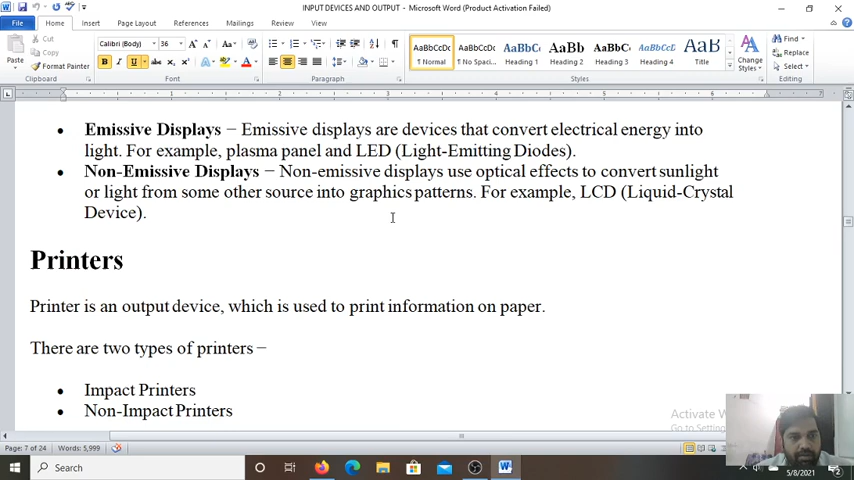 INPUT DEVICES AND OUTPUT - Microsoft Word (Product Activation Failed)
File Home Insert Page Layout References Mailings Review View
Cut
Copy
Format Painter
Paste
Clipboard
Calibri (Body) 36
B I U abc
Font
Paragraph
AaBbCcDc AaBbCcDc AaBbC AaBb AaBbC AaBbCcL AaB
¶ Normal ¶ No Spaci... Heading 1 Heading 2 Heading 3 Heading 4 Title
Styles
Change Styles
Find
Replace
Select
Editing
• Emissive Displays − Emissive displays are devices that convert electrical energy into
light. For example, plasma panel and LED (Light-Emitting Diodes).
• Non-Emissive Displays − Non-emissive displays use optical effects to convert sunlight
or light from some other source into graphics patterns. For example, LCD (Liquid-Crystal
Device).
Printers
Printer is an output device, which is used to print information on paper.
There are two types of printers −
• Impact Printers
• Non-Impact Printers
Activate W
Go to Setting
Page: 7 of 24 Words: 5,999
Search
5/8/2021